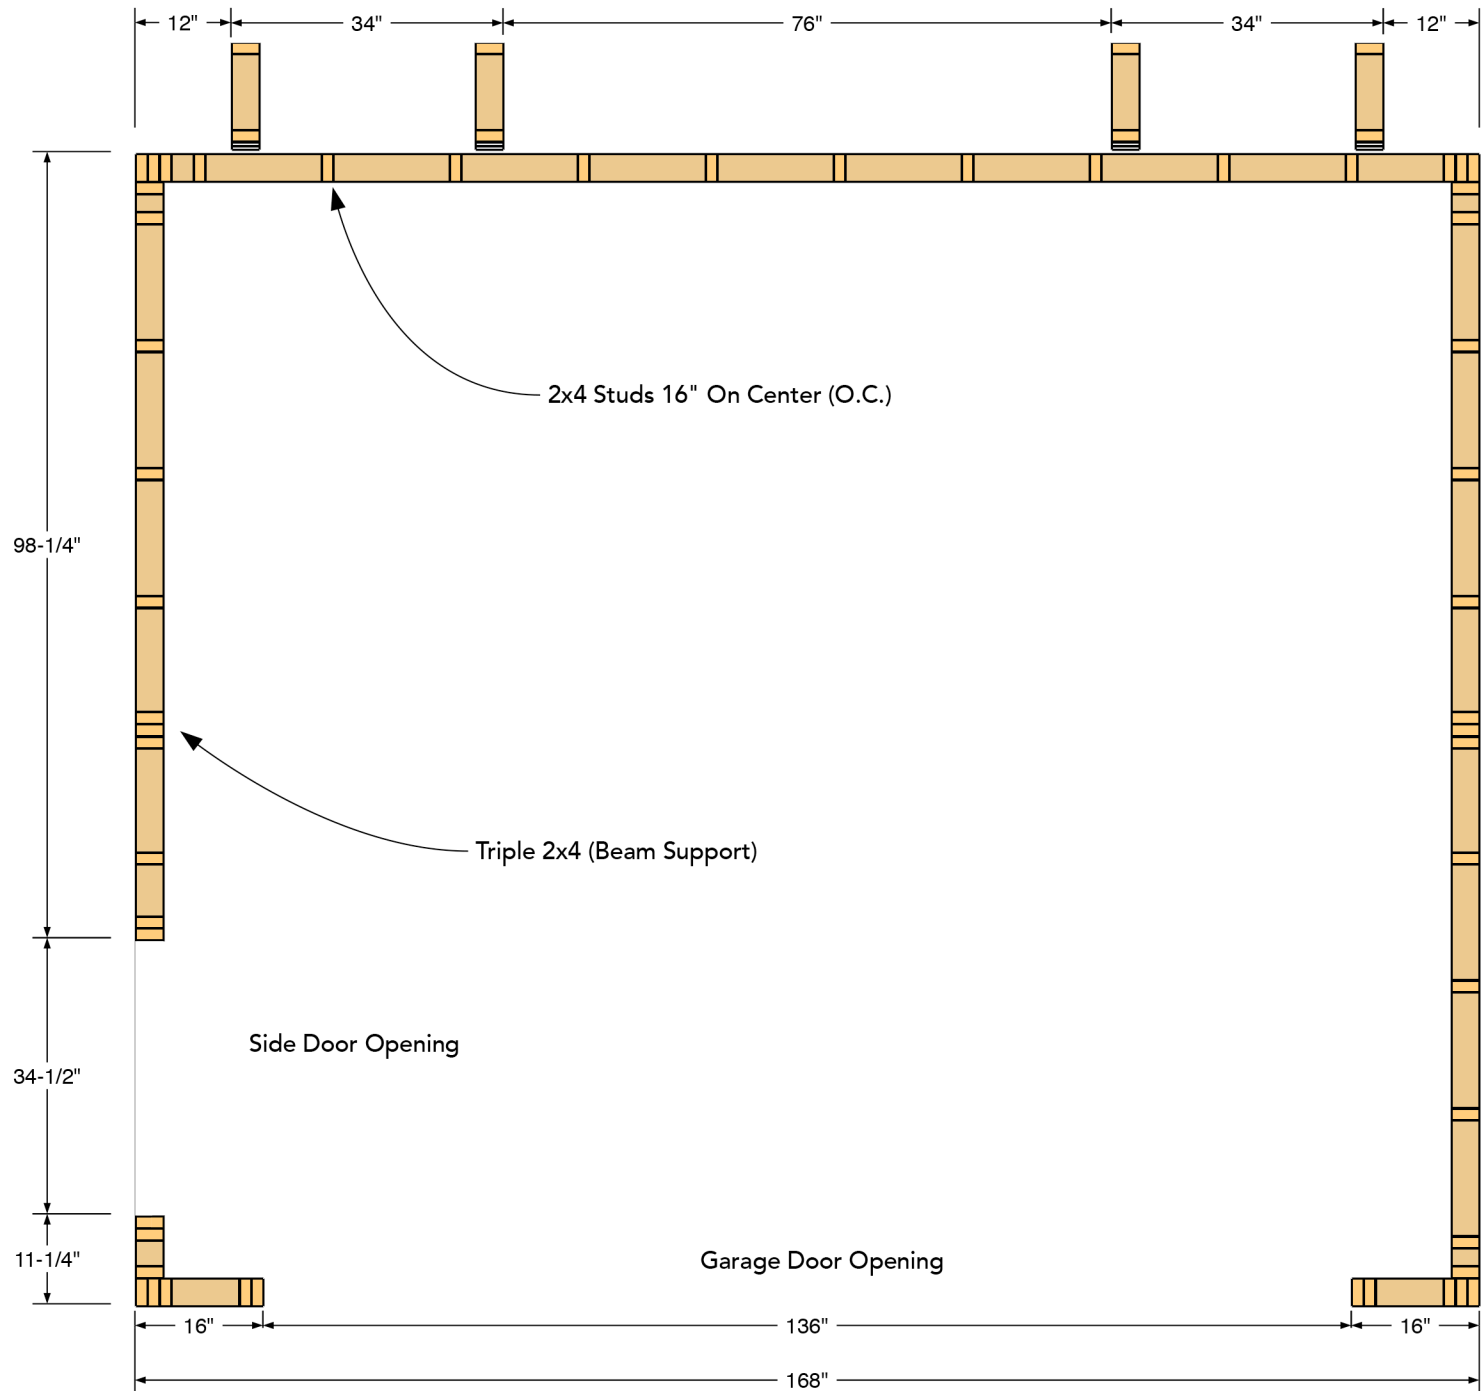 12" 34" 76" 34" 12"
2x4 Studs 16" On Center (O.C.)
98-1/4"
Triple 2x4 (Beam Support)
Side Door Opening
34-1/2"
11-1/4"
Garage Door Opening
16" 136" 16"
168"